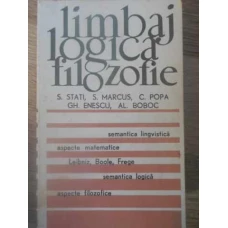 limbaj
logică
filozofie
S. STATI, S. MARCUS, C. POPA
GH. ENESCU, AL. BOBOC
semantica lingvistică
aspecte matematice
Leibniz, Boole, Frege
semantica logică
aspecte filozofice